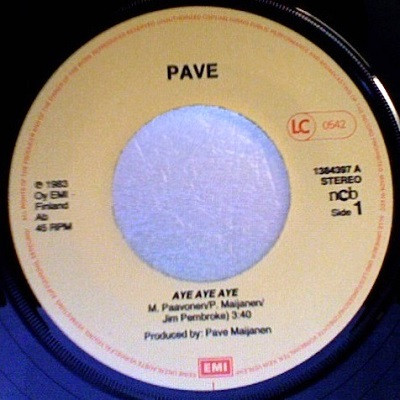 PAVE
LC 0542
℗ 1983
Oy EMI
Finland
Ab
45 RPM
1364397 A
STEREO
ncb
Side 1
AYE AYE AYE
M. Paavonen/P. Maijanen/
Jim Pembroke) 3:40
Produced by: Pave Maijanen
EMI